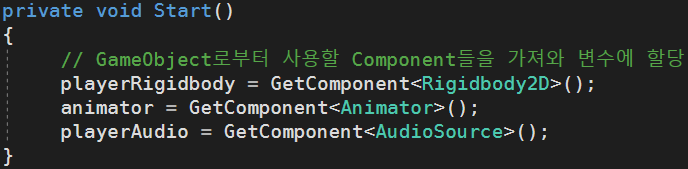 private void Start()
{
// GameObject로부터 사용할 Component들을 가져와 변수에 할당
playerRigidbody = GetComponent<Rigidbody2D>();
animator = GetComponent<Animator>();
playerAudio = GetComponent<AudioSource>();
}